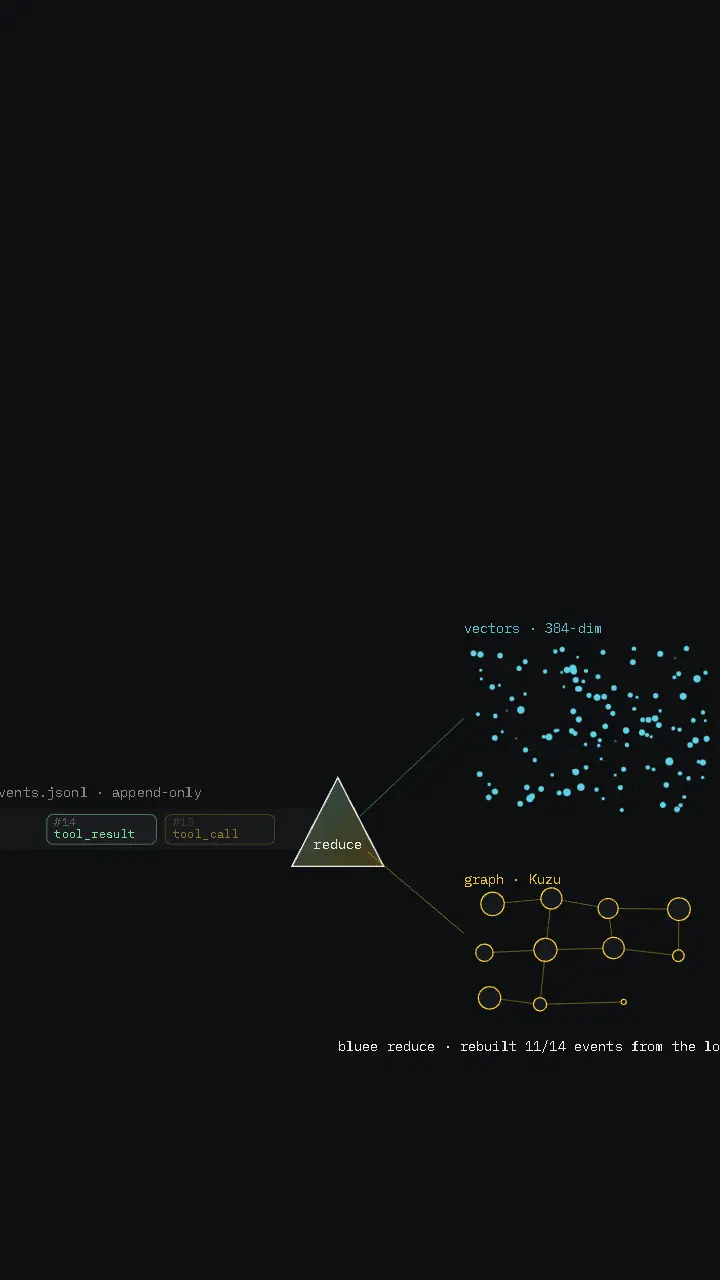 vectors · 384-dim
vents.jsonl · append-only
#14
tool_result
#13
tool_call
reduce
graph · Kuzu
bluee reduce · rebuilt 11/14 events from the lo